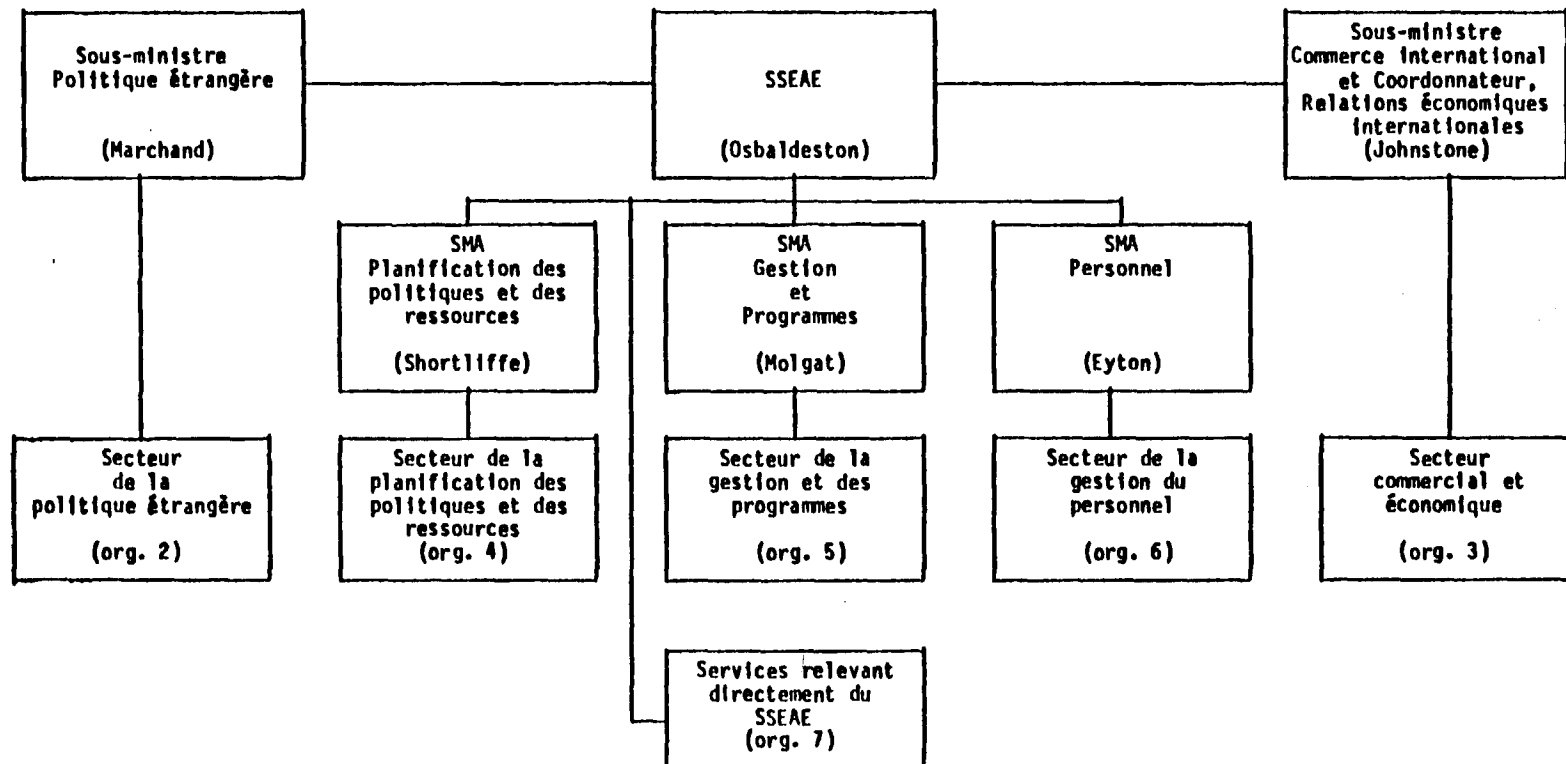 Sous-ministre
Politique étrangère
(Marchand)
SSEAE
(Osbaldeston)
Sous-ministre
Commerce international
et Coordonnateur,
Relations économiques
internationales
(Johnstone)
SMA
Planification des
politiques et des
ressources
(Shortliffe)
SMA
Gestion
et
Programmes
(Molgat)
SMA
Personnel
(Eyton)
Secteur
de la
politique étrangère
(org. 2)
Secteur de la
planification des
politiques et des
ressources
(org. 4)
Secteur de la
gestion et des
programmes
(org. 5)
Secteur de la
gestion du
personnel
(org. 6)
Secteur
commercial et
économique
(org. 3)
Services relevant
directement du
SSEAE
(org. 7)